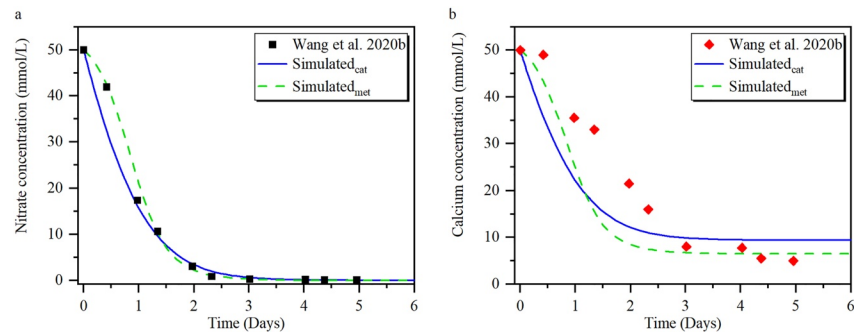 a
Nitrate concentration (mmol/L)
60
50
40
30
20
10
0
0 1 2 3 4 5 6
Time (Days)
Wang et al. 2020b
Simulatedcat
Simulatedmet
b
Calcium concentration (mmol/L)
60
50
40
30
20
10
0
0 1 2 3 4 5 6
Time (Days)
Wang et al. 2020b
Simulatedcat
Simulatedmet